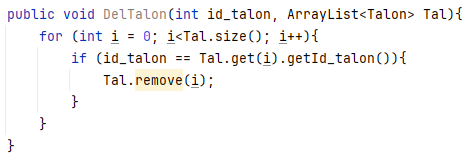 public void DelTalon(int id_talon, ArrayList<Talon> Tal){
    for (int i = 0; i<Tal.size(); i++){
        if (id_talon == Tal.get(i).getId_talon()){
            Tal.remove(i);
        }
    }
}